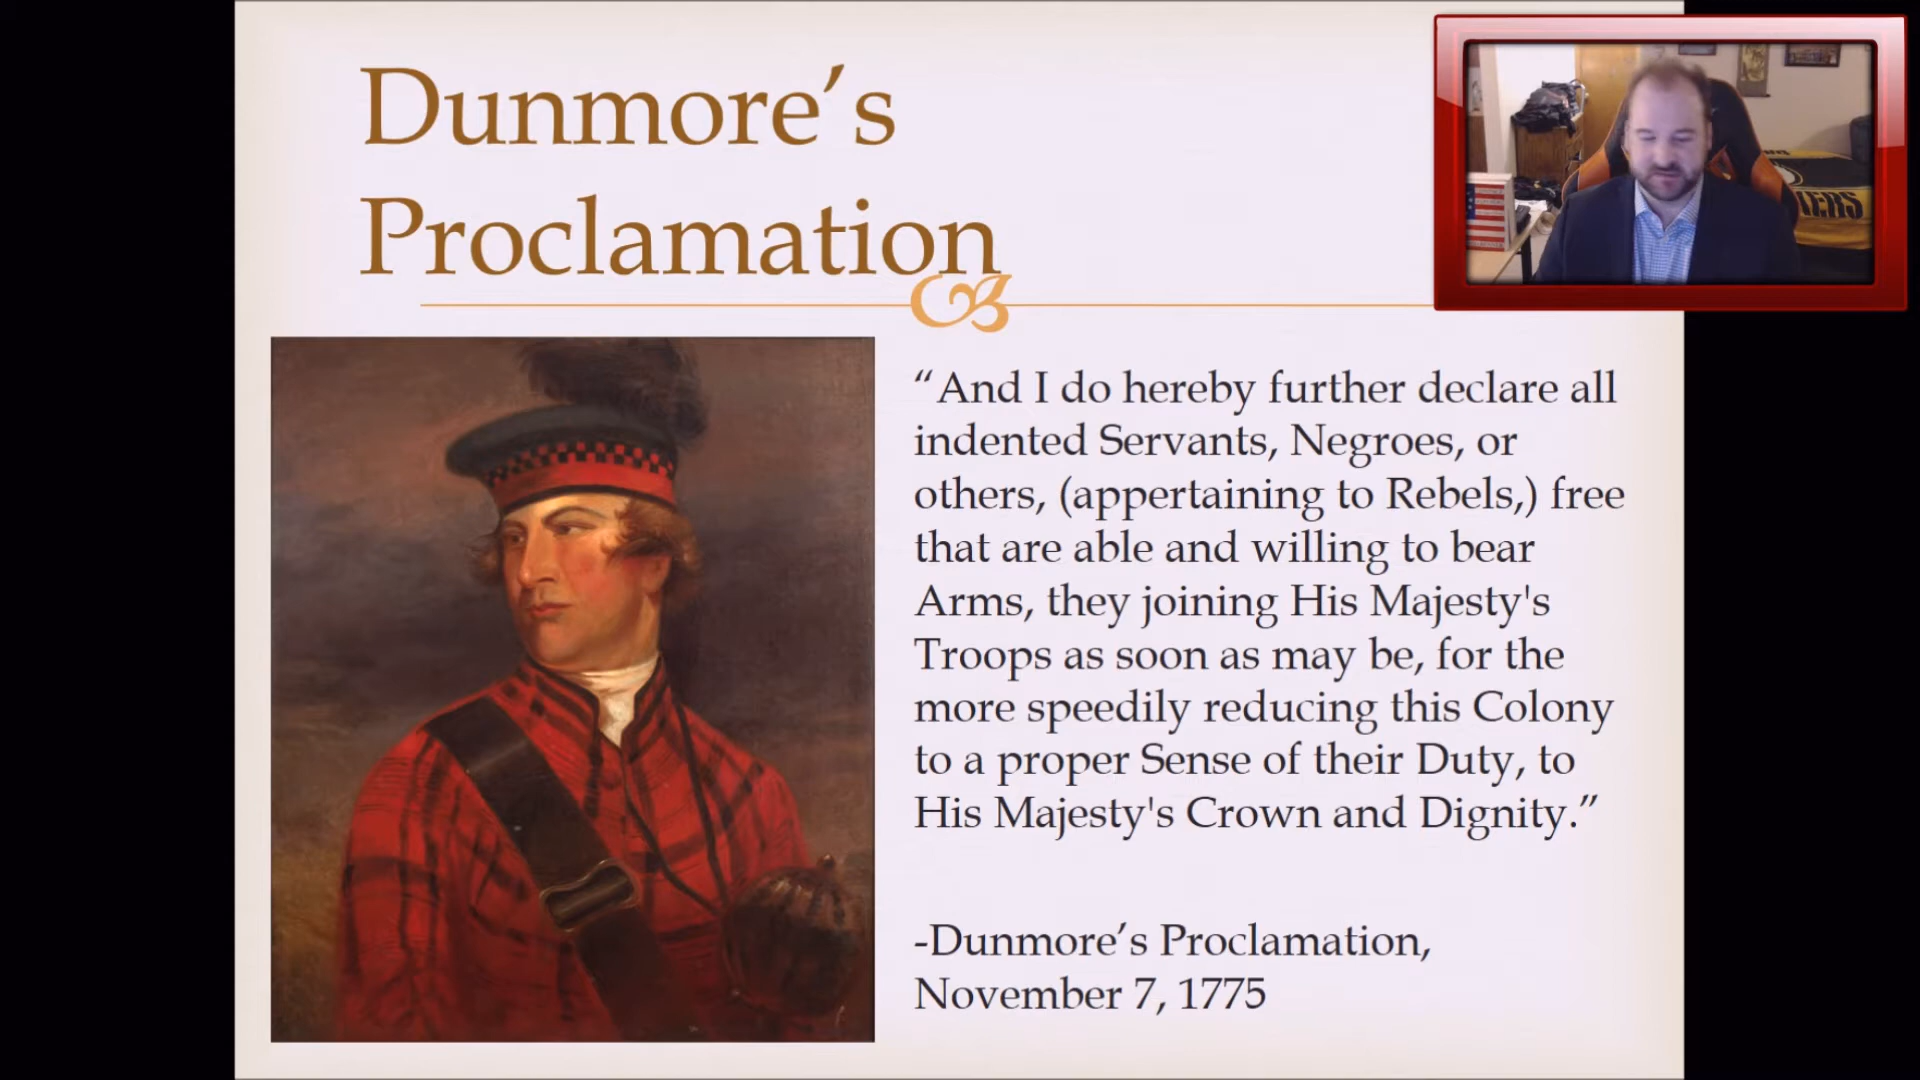 Dunmore’s
Proclamation
“And I do hereby further declare all
indented Servants, Negroes, or
others, (appertaining to Rebels,) free
that are able and willing to bear
Arms, they joining His Majesty's
Troops as soon as may be, for the
more speedily reducing this Colony
to a proper Sense of their Duty, to
His Majesty's Crown and Dignity.”
-Dunmore’s Proclamation,
November 7, 1775